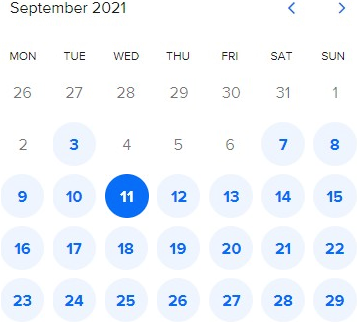 September 2021
MON TUE WED THU FRI SAT SUN
26 27 28 29 30 31 1
2 3 4 5 6 7 8
9 10 11 12 13 14 15
16 17 18 19 20 21 22
23 24 25 26 27 28 29